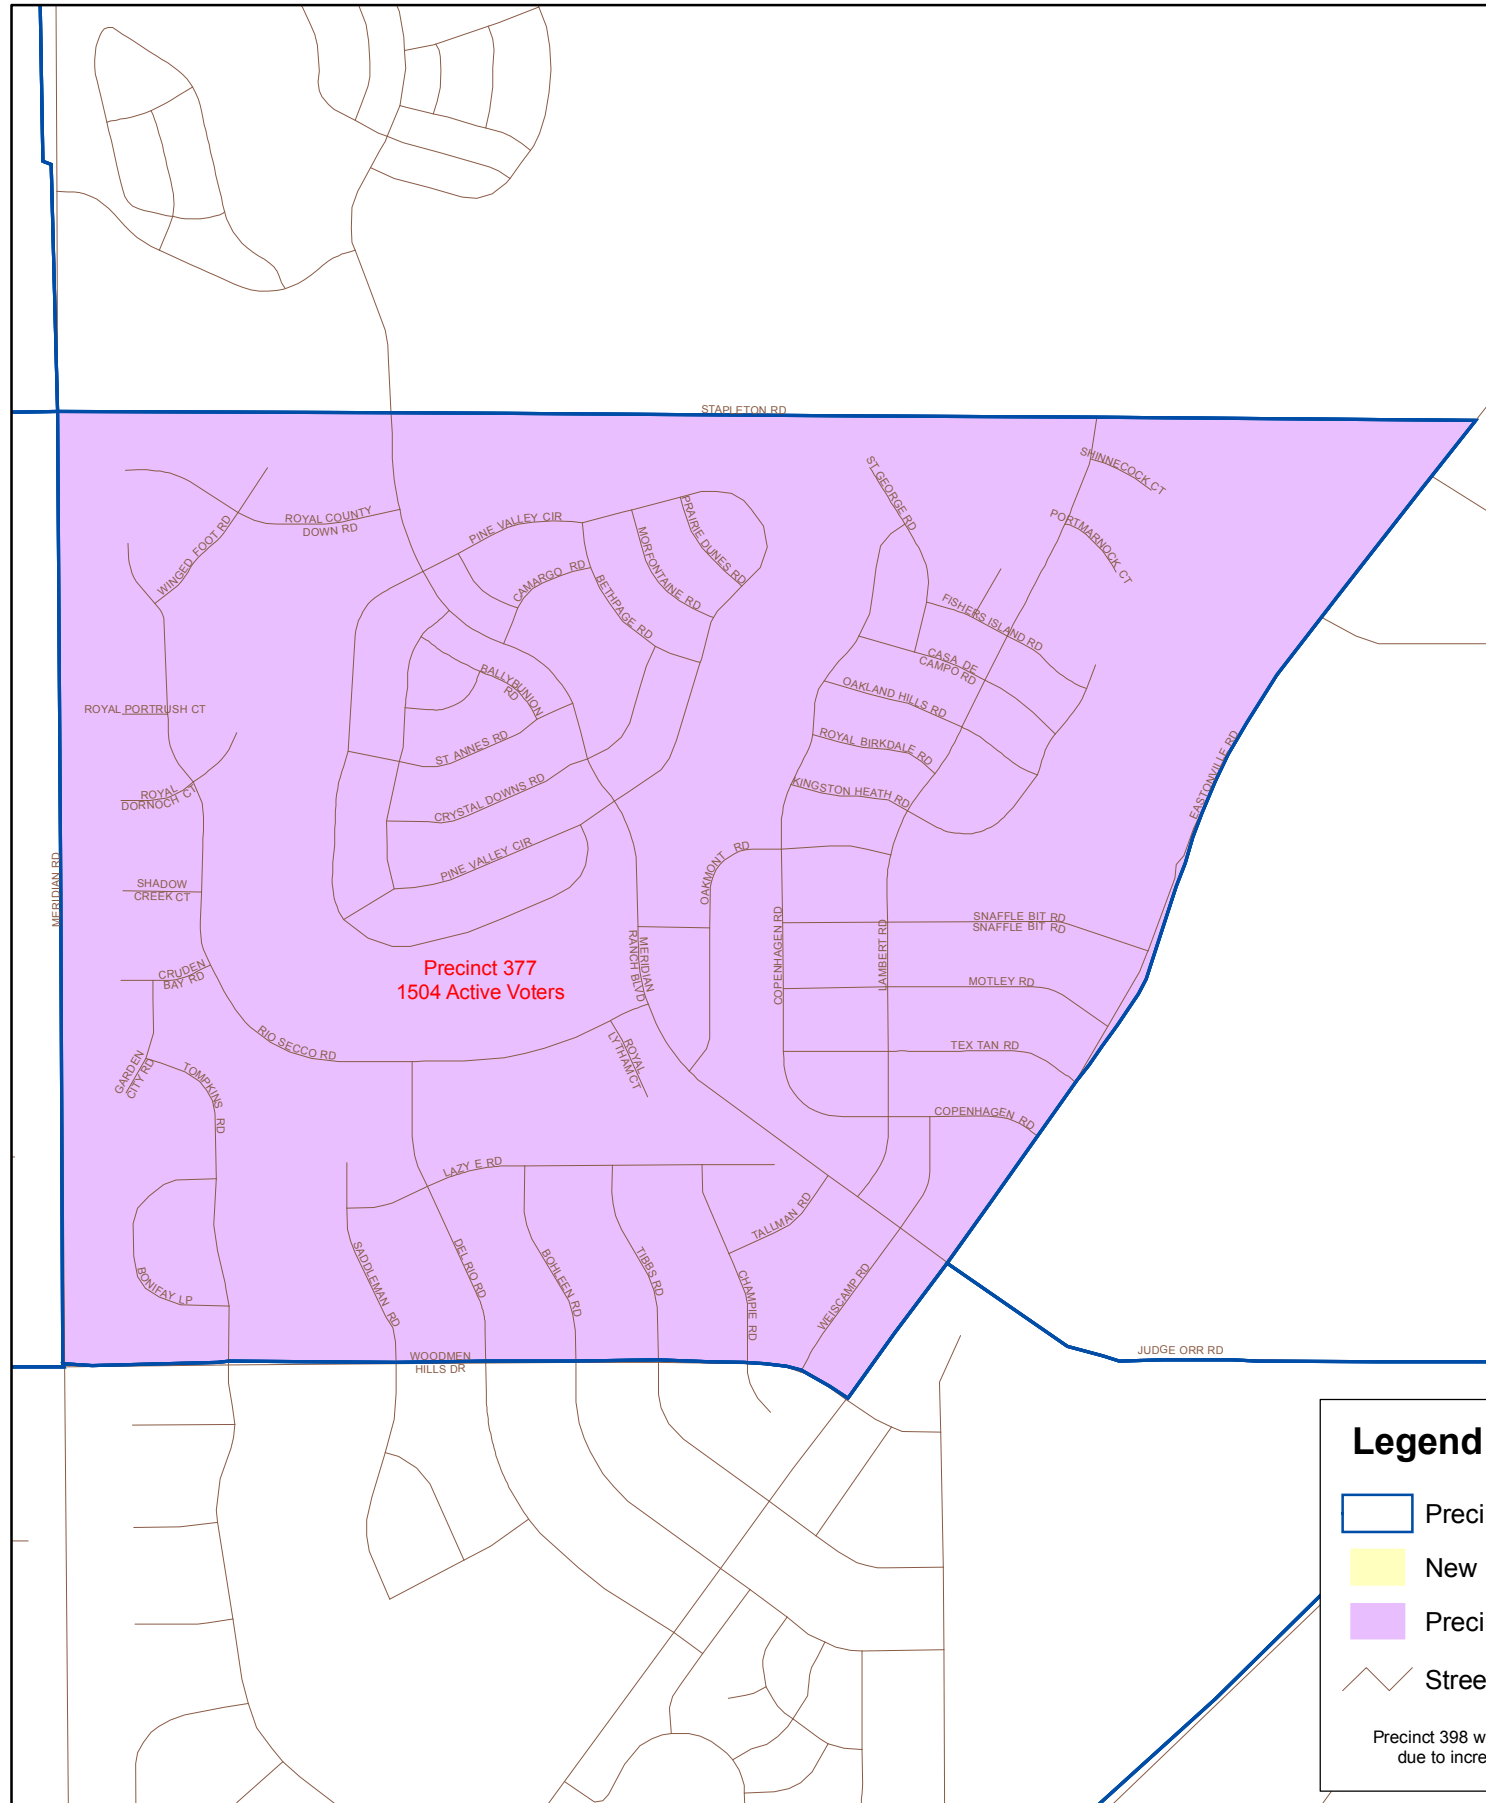 STAPLETON RD
SHINNECOCK CT
ST GEORGE RD
PORTMARNOCK CT
ROYAL COUNTY
DOWN RD
WINGED FOOT RD
PINE VALLEY CIR
PRAIRIE DUNES RD
MORFONTAINE RD
CAMARGO RD
BETHPAGE RD
FISHERS ISLAND RD
CASA DE
CAMPO RD
BALLYBUNION
RD
OAKLAND HILLS RD
ROYAL PORTRUSH CT
ST ANNES RD
ROYAL BIRKDALE RD
EASTONVILLE RD
ROYAL
DORNOCH CT
CRYSTAL DOWNS RD
KINGSTON HEATH RD
PINE VALLEY CIR
OAKMONT RD
MERIDIAN RD
SHADOW
CREEK CT
SNAFFLE BIT RD
SNAFFLE BIT RD
COPENHAGEN RD
LAMBERT RD
MERIDIAN
RANCH BLVD
CRUDEN
BAY RD
Precinct 377
1504 Active Voters
MOTLEY RD
RIO SECCO RD
ROYAL
LYTHAM CT
TEX TAN RD
GARDEN
CITY RD
TOMPKINS RD
COPENHAGEN RD
LAZY E RD
TALLMAN RD
SADDLEMAN RD
DEL RIO RD
BOHLEEN RD
TIBBS RD
CHAMPIE RD
WEISCAMP RD
BONIFAY LP
WOODMEN
HILLS DR
JUDGE ORR RD
Legend
Preci
New
Preci
Stree
Precinct 398 w
due to incre